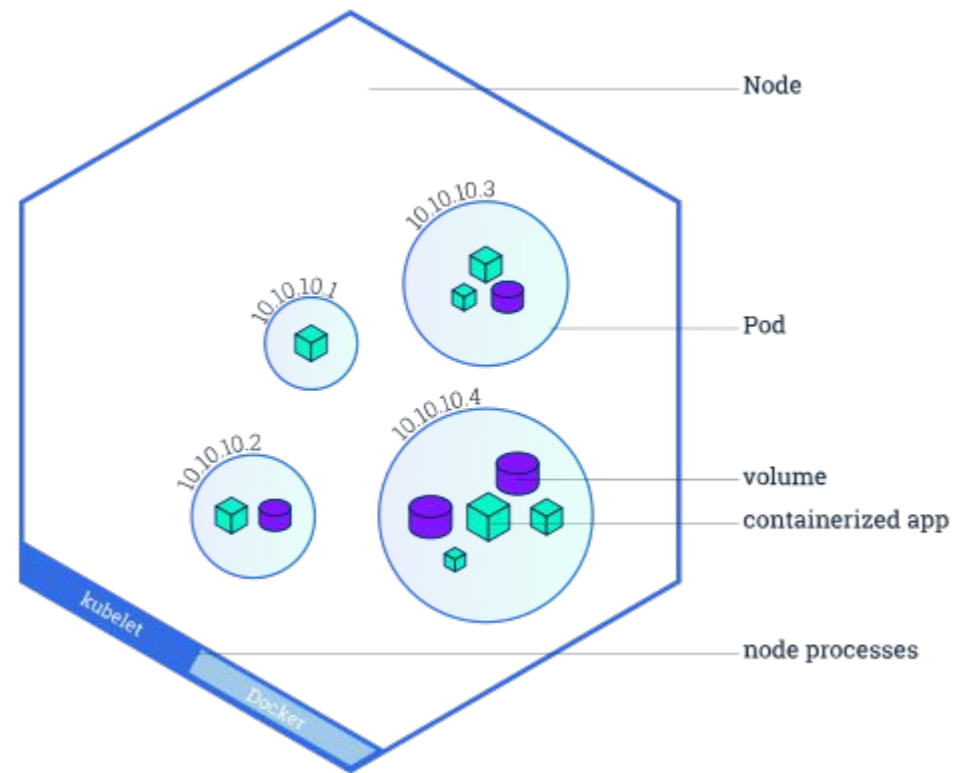 Node
10.10.10.3
10.10.10.1
Pod
10.10.10.4
10.10.10.2
volume
containerized app
kubelet
node processes
Docker